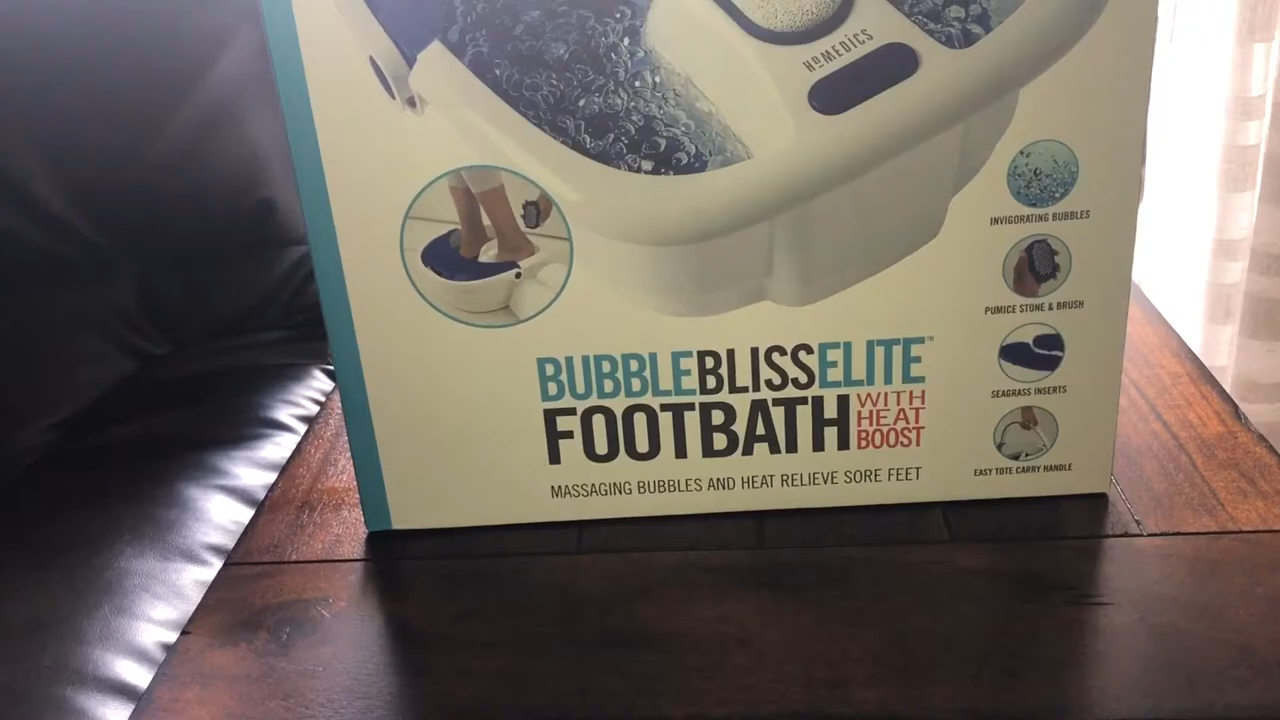 HoMEDiCS
INVIGORATING BUBBLES
PUMICE STONE & BRUSH
SEAGRASS INSERTS
EASY TOTE CARRY HANDLE
BUBBLEBLISSELITE™
FOOTBATH WITH
HEAT
BOOST
MASSAGING BUBBLES AND HEAT RELIEVE SORE FEET